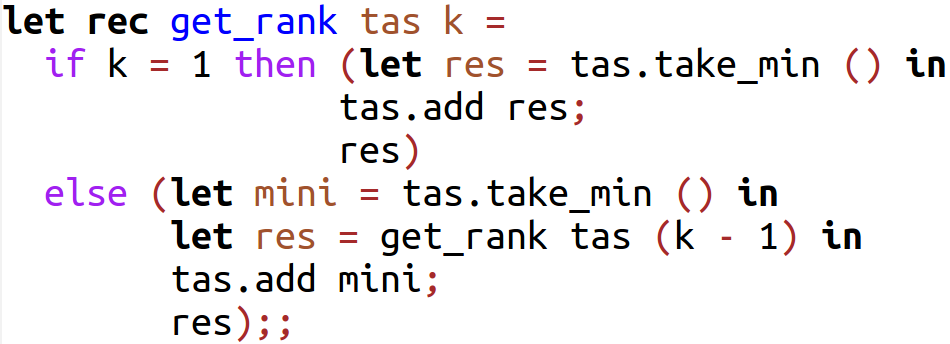 let rec get_rank tas k =
  if k = 1 then (let res = tas.take_min () in
                tas.add res;
                res)
  else (let mini = tas.take_min () in
        let res = get_rank tas (k - 1) in
        tas.add mini;
        res);;